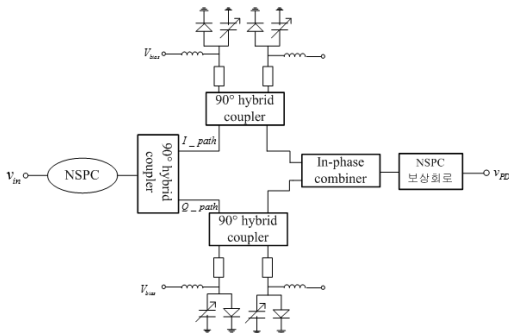 V_bias
90° hybrid
coupler
I_path
v_in
NSPC
90° hybrid
coupler
In-phase
combiner
NSPC
보상회로
v_PD
Q_path
90° hybrid
coupler
V_bias